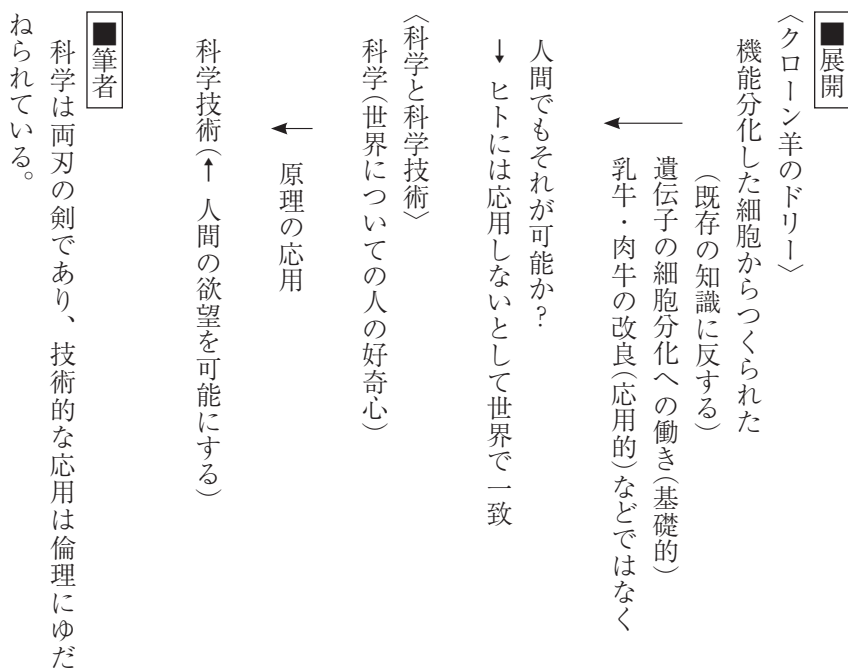 ■展開
〈クローン羊のドリー〉
機能分化した細胞からつくられた
(既存の知識に反する)
遺伝子の細胞分化への働き(基礎的)
乳牛・肉牛の改良(応用的)などではなく
人間でもそれが可能か?
→ ヒトには応用しないとして世界で一致
〈科学と科学技術〉
科学(世界についての人の好奇心)
原理の応用
科学技術(← 人間の欲望を可能にする)
■筆者
科学は両刃の剣であり、技術的な応用は倫理にゆだ
ねられている。